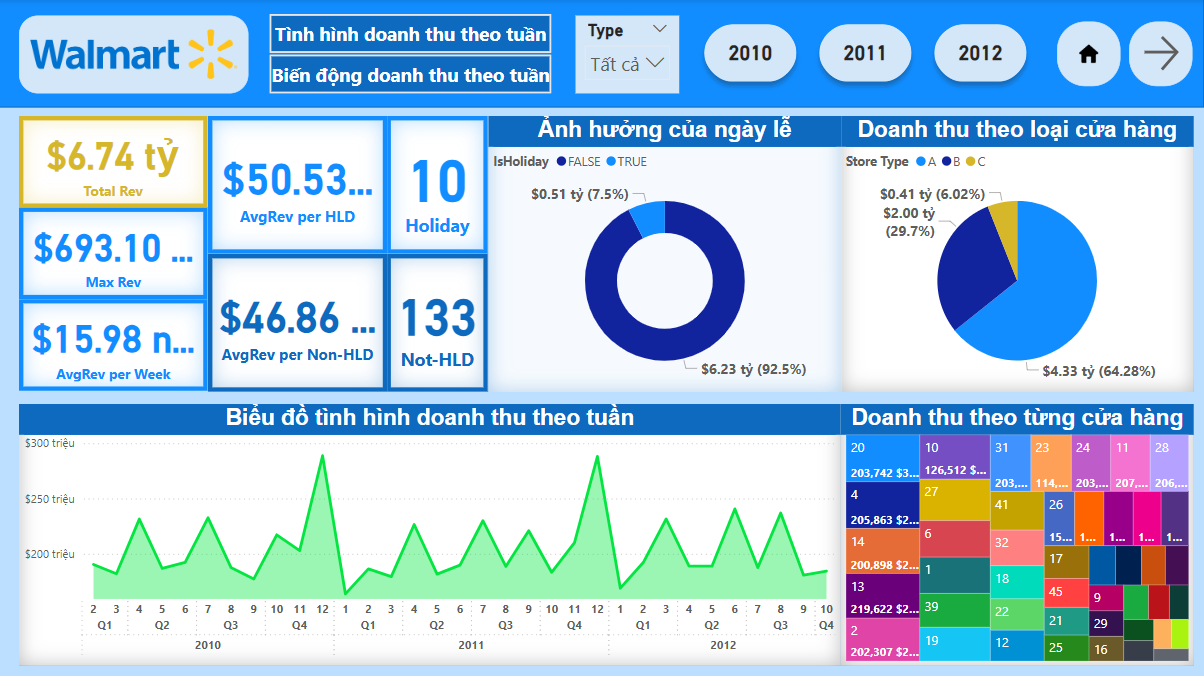 Walmart
Tình hình doanh thu theo tuần
Biến động doanh thu theo tuần
Type
Tất cả
2010
2011
2012
$6.74 tỷ
Total Rev
$693.10 ...
Max Rev
$15.98 n...
AvgRev per Week
$50.53...
AvgRev per HLD
10
Holiday
$46.86 ...
AvgRev per Non-HLD
133
Not-HLD
Ảnh hưởng của ngày lễ
IsHoliday FALSE TRUE
$0.51 tỷ (7.5%)
$6.23 tỷ (92.5%)
Doanh thu theo loại cửa hàng
Store Type A B C
$0.41 tỷ (6.02%)
$2.00 tỷ
(29.7%)
$4.33 tỷ (64.28%)
Biểu đồ tình hình doanh thu theo tuần
$300 triệu
$250 triệu
$200 triệu
2 3 4 5 6 7 8 9 10 11 12 1 2 3 4 5 6 7 8 9 10 11 12 1 2 3 4 5 6 7 8 9 10
Q1 Q2 Q3 Q4 Q1 Q2 Q3 Q4 Q1 Q2 Q3 Q4
2010 2011 2012
Doanh thu theo từng cửa hàng
20
203,742 $3...
4
205,863 $2...
14
200,898 $2...
13
219,622 $2...
2
202,307 $2...
10
126,512 $...
27
6
1
39
19
31
203,...
41
32
18
22
12
23
114,...
24
203,...
11
207,...
28
206,...
26
15...
1...
1...
1...
1...
17
45
21
25
9
29
16